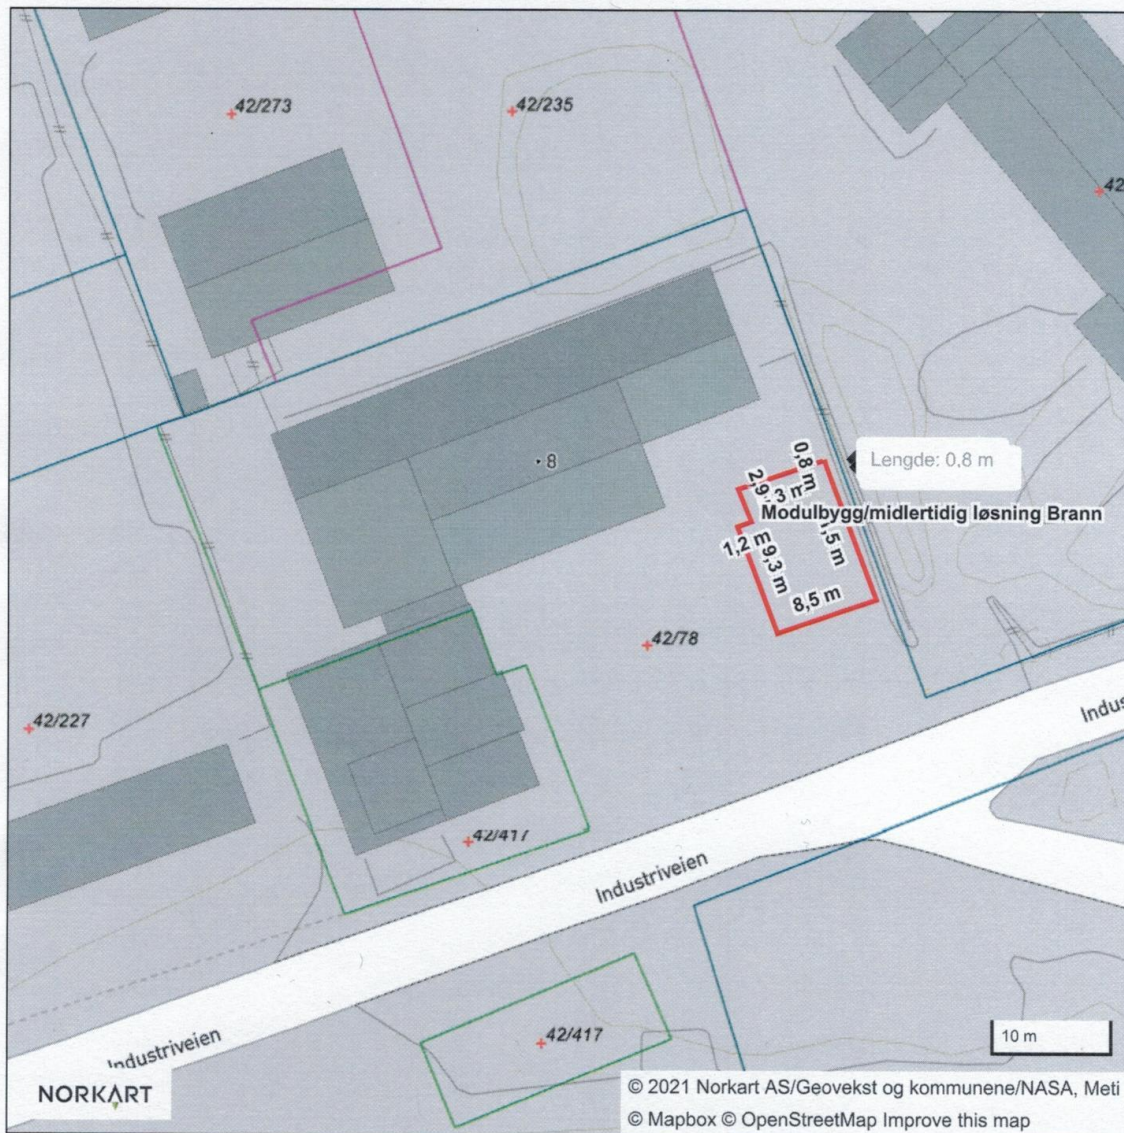 42/273
42/235
42
8
Lengde: 0,8 m
0,8 m
2,9
3 m
Modulbygg/midlertidig løsning Brann
,5 m
1,2 m
9,3 m
8,5 m
42/78
Indus
42/227
42/417
Industriveien
42/417
Industriveien
10 m
NORKART
© 2021 Norkart AS/Geovekst og kommunene/NASA, Meti
© Mapbox © OpenStreetMap Improve this map